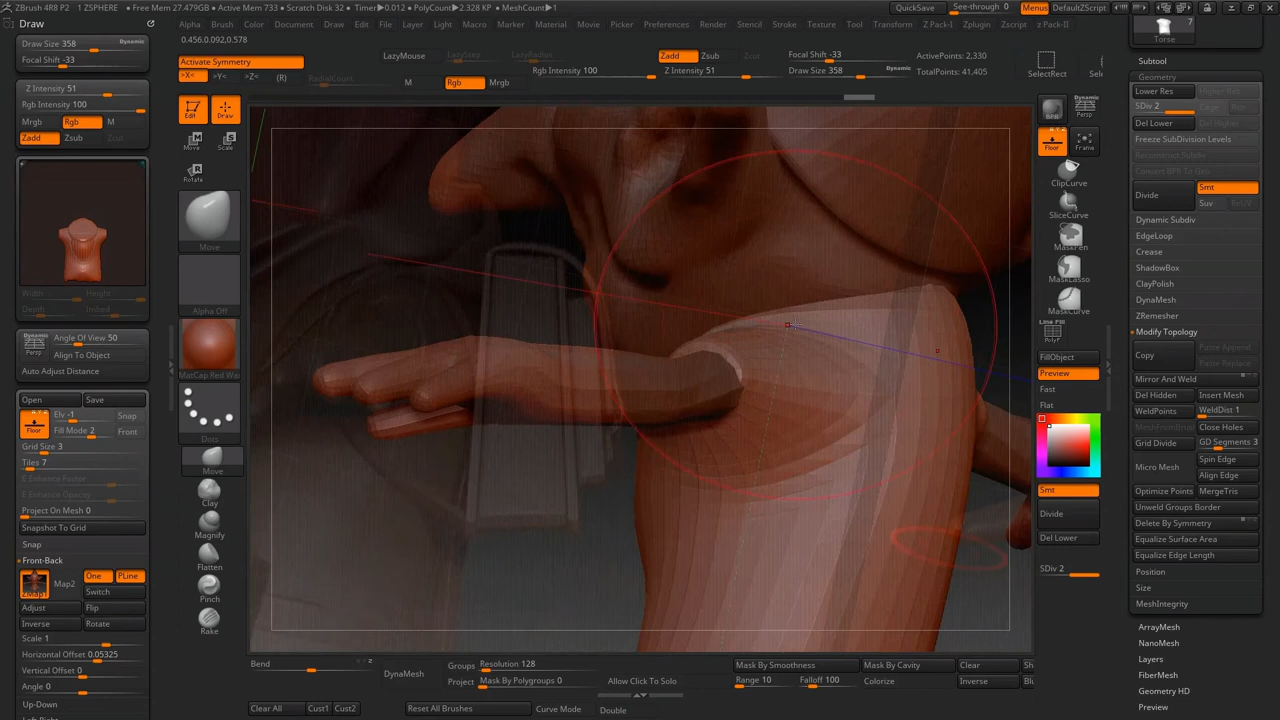 ZBrush 4R8 P2  1 ZSPHERE  • Free Mem 27.479GB • Active Mem 733 • Scratch Disk 32 • Timer▸0.012 • PolyCount▸2.328 KP • MeshCount▸1
QuickSave
See-through 0
Menus
DefaultZScript
Draw
Alpha Brush Color Document Draw Edit File Layer Light Macro Marker Material Movie Picker Preferences Render Stencil Stroke Texture Tool Transform Z Pack-I Zplugin Zscript z Pack-II
0.456,0.092,0.578
Draw Size 358 Dynamic
Focal Shift -33
Z Intensity 51
Rgb Intensity 100
Mrgb Rgb M
Zadd Zsub Zcut
Width Height
Depth Imbed
Persp
Angle Of View 50
Align To Object
Auto Adjust Distance
Open Save
Floor
Elv -1
Snap
Fill Mode 2
Front
Grid Size 3
Tiles 7
E Enhance Factor
E Enhance Opacity
Project On Mesh 0
Snapshot To Grid
Snap
Front-Back
Map2
One PLine
Switch
Adjust Flip
Inverse Rotate
Scale 1
Horizontal Offset 0.05325
Vertical Offset 0
Angle 0
Up-Down
Activate Symmetry
>X< >Y< >Z< (R) RadialCount
LazyMouse LazyStep LazyRadius
M Rgb Mrgb
Zadd Zsub
Rgb Intensity 100
Z Intensity 51
Focal Shift -33
Draw Size 358 Dynamic
ActivePoints: 2,330
TotalPoints: 41,405
SelectRect
Edit Draw
Move Scale
Rotate
Move
Alpha Off
MatCap Red Wax
Dots
Move
Clay
Magnify
Flatten
Pinch
Rake
BPR
Dynamic
Persp
Floor
Frame
ClipCurve
SliceCurve
MaskPen
MaskLasso
MaskCurve
Line Fill
PolyF
FillObject
Preview
Fast
Flat
Smt
Divide
Del Lower
SDiv 2
7
Torse
Subtool
Geometry
Lower Res Higher Res
SDiv 2
Cage
Del Lower Del Higher
Freeze SubDivision Levels
Reconstruct Subdiv
Convert BPR To Geo
Divide
Smt
Suv ReUV
Dynamic Subdiv
EdgeLoop
Crease
ShadowBox
ClayPolish
DynaMesh
ZRemesher
Modify Topology
Copy
Paste Append
Paste Replace
Mirror And Weld
Del Hidden Insert Mesh
WeldPoints WeldDist 1
MeshFromBrush Close Holes
Grid Divide GD Segments 3
Micro Mesh
Spin Edge
Align Edge
Optimize Points MergeTris
Unweld Groups Border
Delete By Symmetry
Equalize Surface Area
Equalize Edge Length
Position
Size
MeshIntegrity
ArrayMesh
NanoMesh
Layers
FiberMesh
Geometry HD
Preview
Bend
DynaMesh
Groups
Resolution 128
Project
Mask By Polygroups 0
Allow Click To Solo
Mask By Smoothness
Range 10 Falloff 100
Mask By Cavity
Colorize
Clear
Inverse
Clear All Cust1 Cust2
Reset All Brushes
Curve Mode
Double